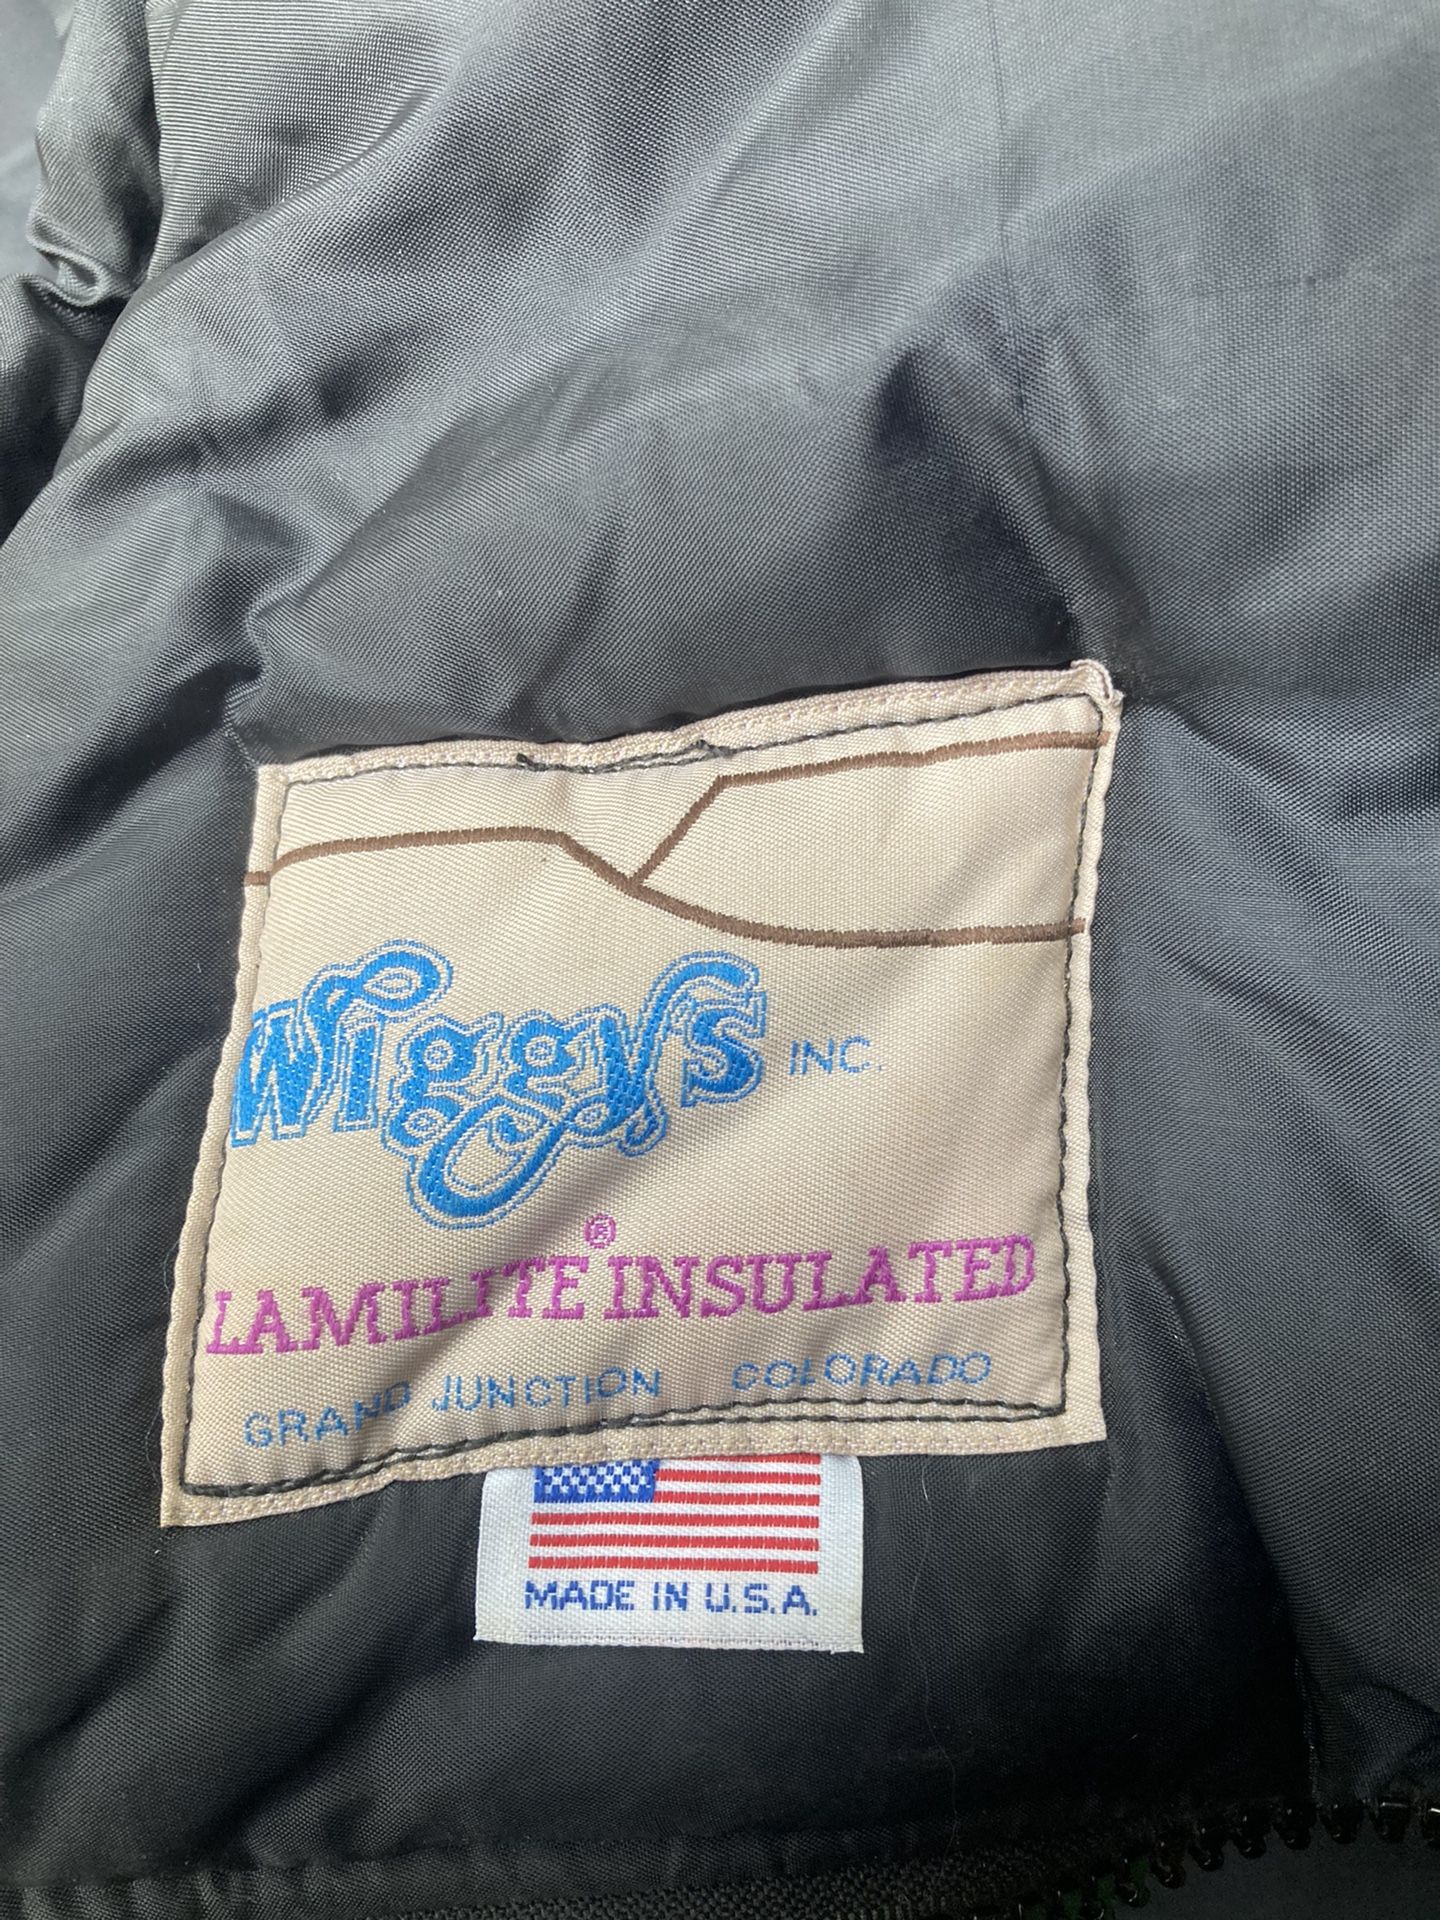 Wiggy's INC.
LAMILITE® INSULATED
GRAND JUNCTION COLORADO
MADE IN U.S.A.